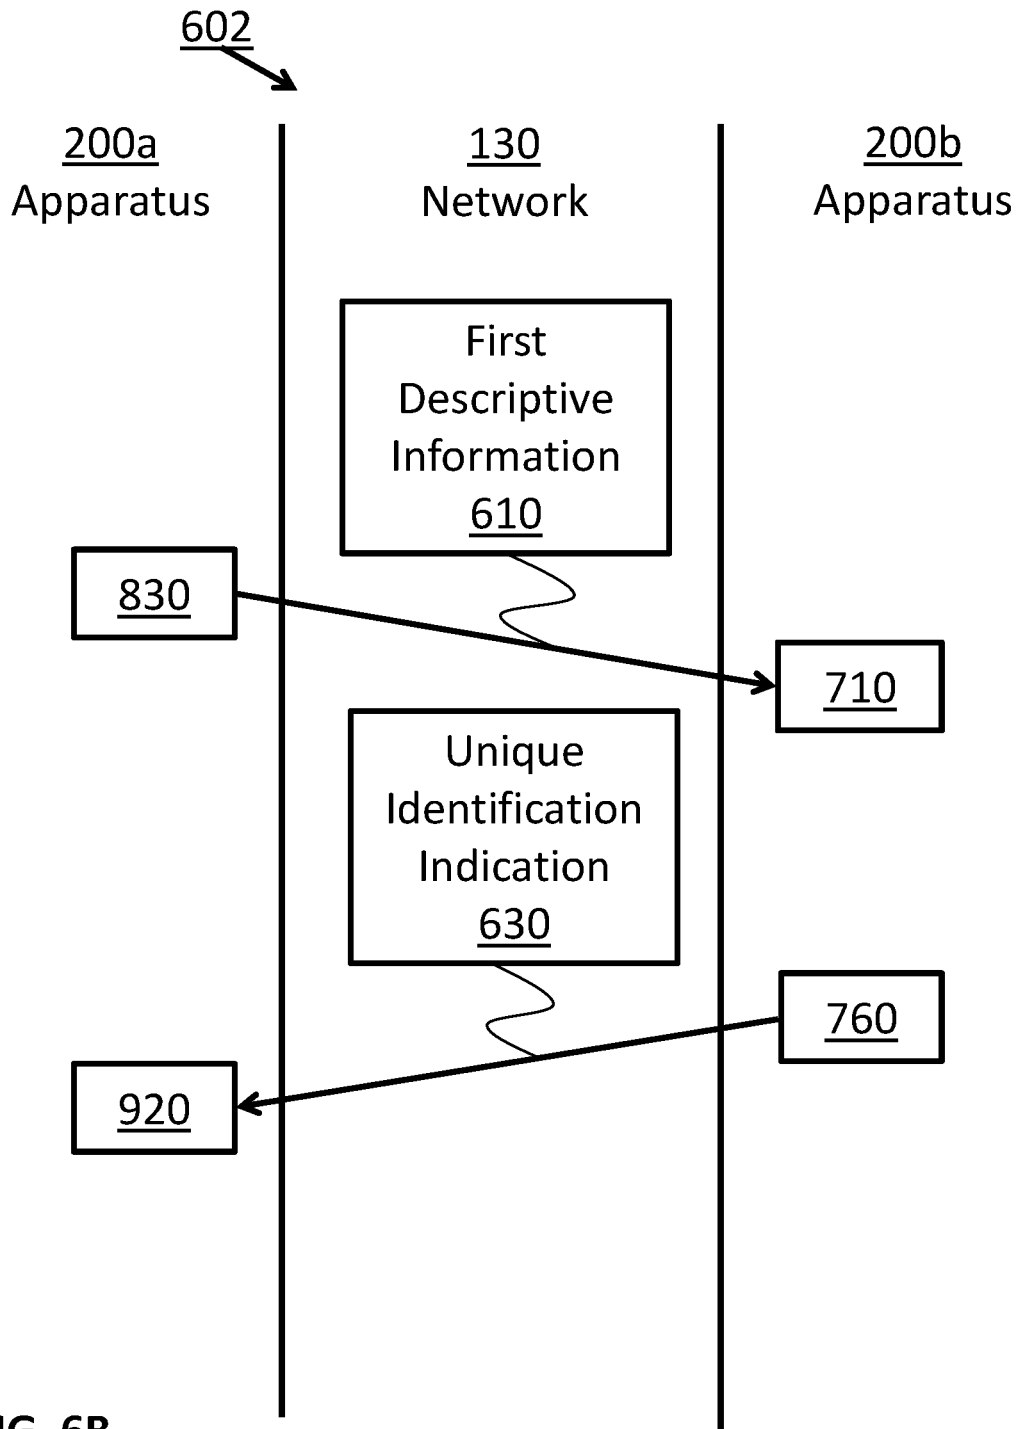 602
200a
Apparatus
130
Network
200b
Apparatus
First
Descriptive
Information
610
830
710
Unique
Identification
Indication
630
760
920
6B